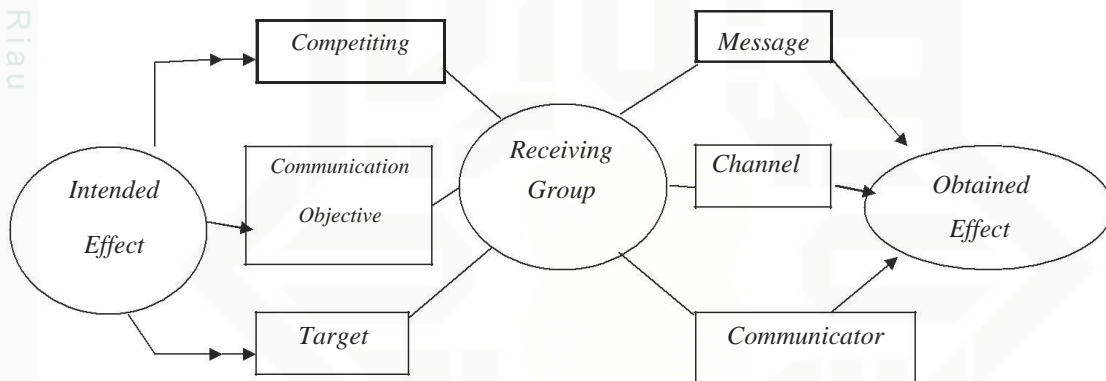 Riau
Competiting
Message
Intended
Effect
Communication
Objective
Receiving
Group
Channel
Obtained
Effect
Target
Communicator